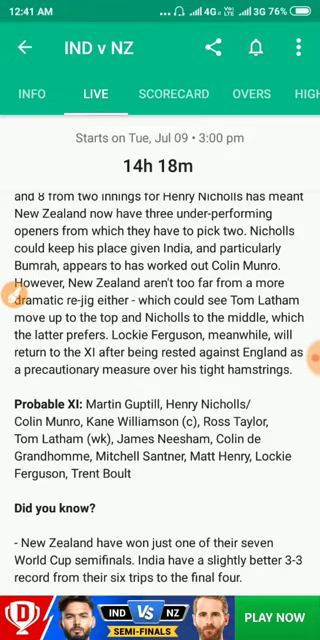 12:41 AM ... 4G VoLTE 3G 76%
IND v NZ
INFO LIVE SCORECARD OVERS HIGH
Starts on Tue, Jul 09 • 3:00 pm
14h 18m
and 8 from two innings for Henry Nicholls has meant
New Zealand now have three under-performing
openers from which they have to pick two. Nicholls
could keep his place given India, and particularly
Bumrah, appears to has worked out Colin Munro.
However, New Zealand aren't too far from a more
dramatic re-jig either - which could see Tom Latham
move up to the top and Nicholls to the middle, which
the latter prefers. Lockie Ferguson, meanwhile, will
return to the XI after being rested against England as
a precautionary measure over his tight hamstrings.
Probable XI: Martin Guptill, Henry Nicholls/
Colin Munro, Kane Williamson (c), Ross Taylor,
Tom Latham (wk), James Neesham, Colin de
Grandhomme, Mitchell Santner, Matt Henry, Lockie
Ferguson, Trent Boult
Did you know?
- New Zealand have won just one of their seven
World Cup semifinals. India have a slightly better 3-3
record from their six trips to the final four.
IND VS NZ
SEMI-FINALS
PLAY NOW